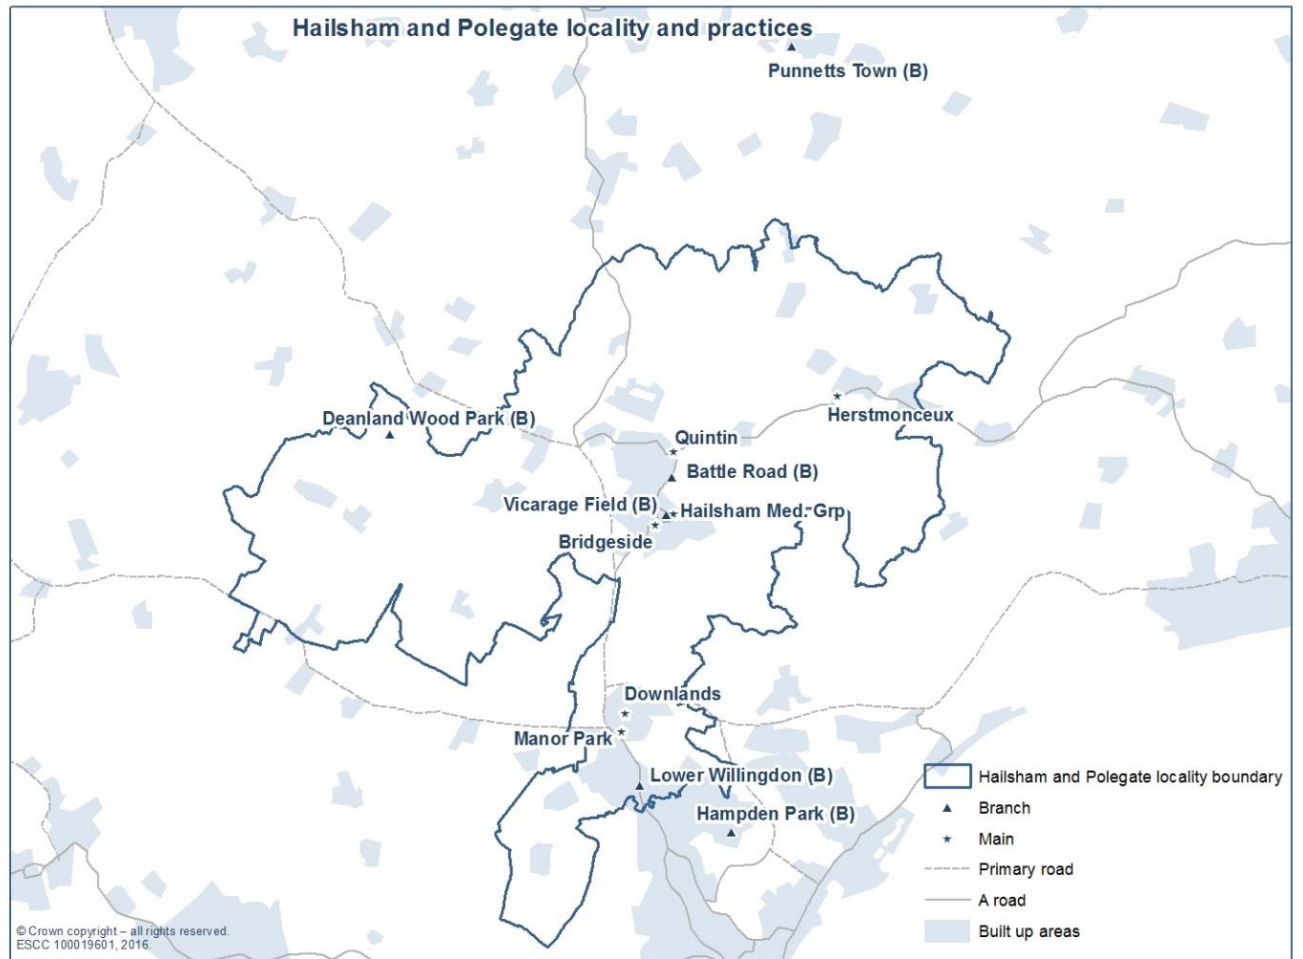 Hailsham and Polegate locality and practices
Punnetts Town (B)
Deanland Wood Park (B)
Herstmonceux
Quintin
Battle Road (B)
Vicarage Field (B)
Hailsham Med. Grp
Bridgeside
Downlands
Manor Park
Lower Willingdon (B)
Hampden Park (B)
Hailsham and Polegate locality boundary
Branch
Main
Primary road
A road
Built up areas
© Crown copyright – all rights reserved.
ESCC 100019601, 2016.